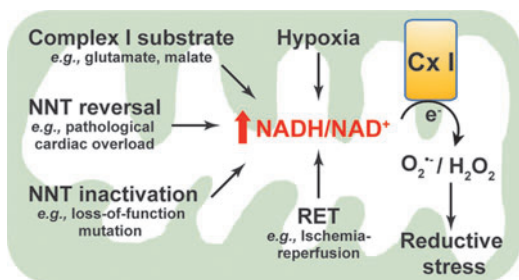 Complex I substrate
e.g., glutamate, malate
Hypoxia
Cx I
NNT reversal
e.g., pathological
cardiac overload
NADH/NAD⁺
e⁻
NNT inactivation
e.g., loss-of-function
mutation
RET
e.g., Ischemia-
reperfusion
O₂•⁻/ H₂O₂
Reductive
stress